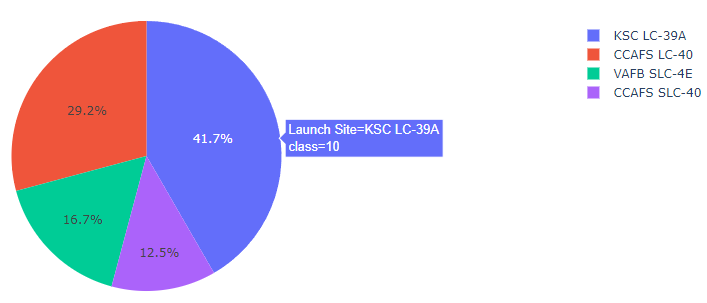 KSC LC-39A
CCAFS LC-40
VAFB SLC-4E
CCAFS SLC-40
29.2%
41.7%
Launch Site=KSC LC-39A
class=10
16.7%
12.5%